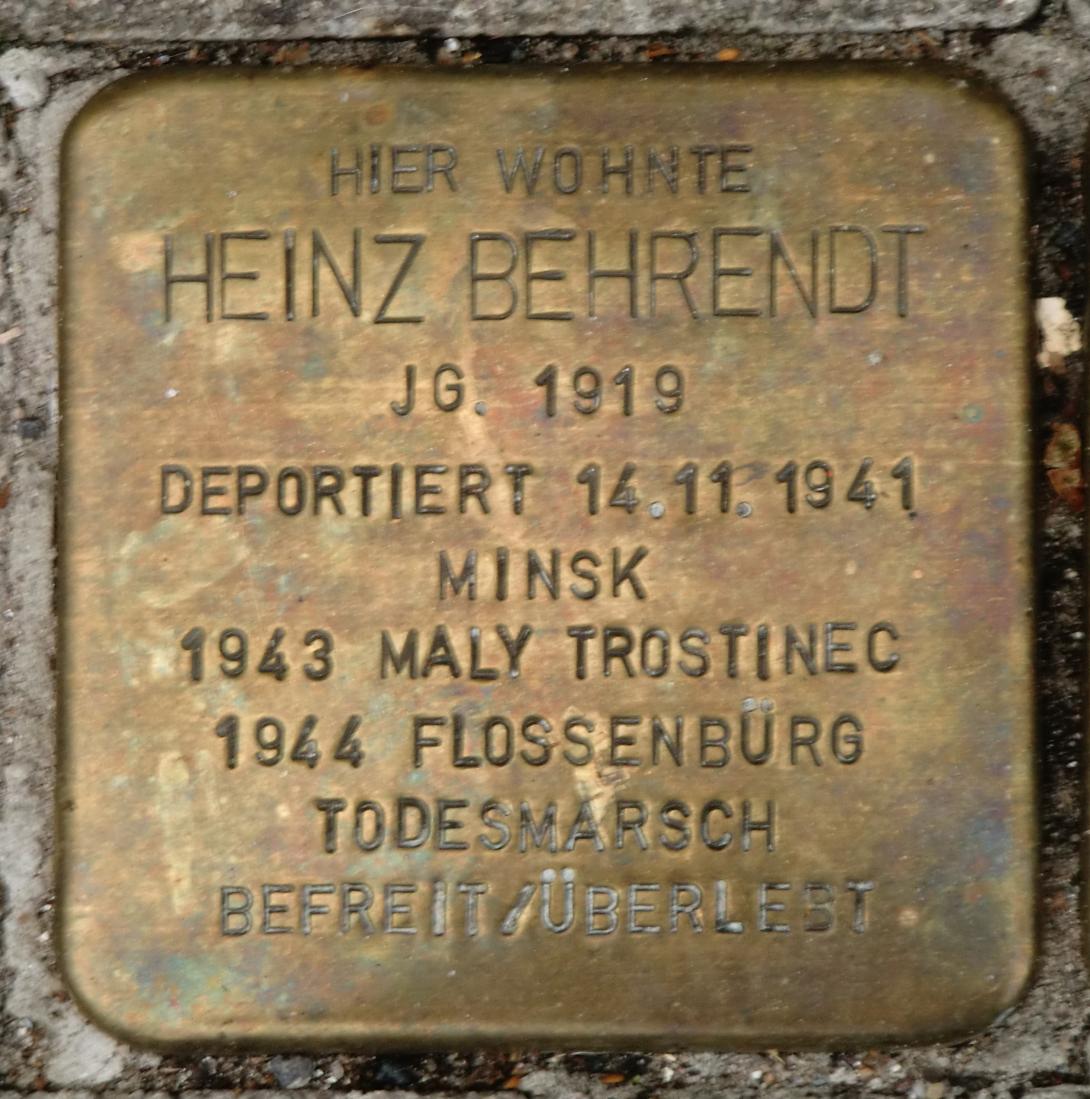 HIER WOHNTE
HEINZ BEHRENDT
JG. 1919
DEPORTIERT 14.11.1941
MINSK
1943 MALY TROSTINEC
1944 FLOSSENBÜRG
TODESMARSCH
BEFREIT/ÜBERLEBT